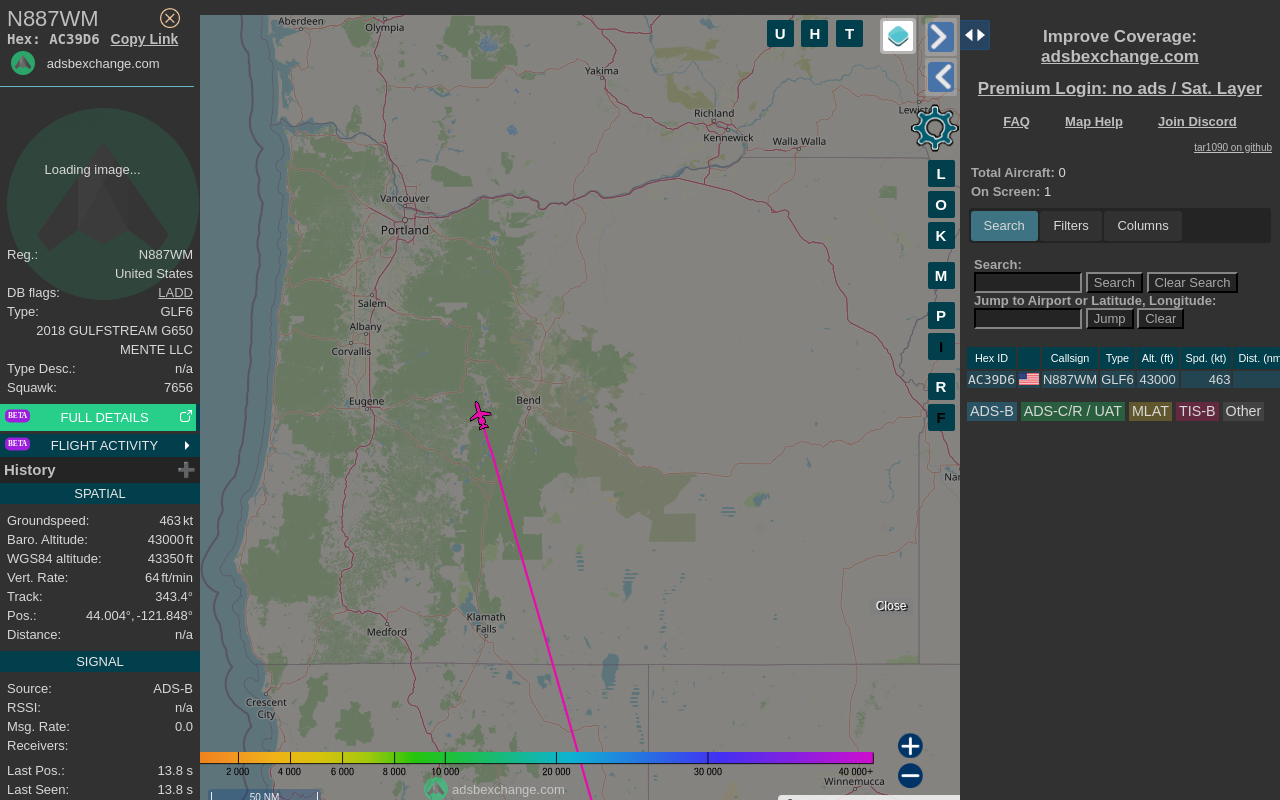 N887WM
Hex: AC39D6 Copy Link
adsbexchange.com
Loading image...
Reg.: N887WM
United States
DB flags: LADD
Type: GLF6
2018 GULFSTREAM G650
MENTE LLC
Type Desc.: n/a
Squawk: 7656
BETA FULL DETAILS
BETA FLIGHT ACTIVITY
History
SPATIAL
Groundspeed: 463 kt
Baro. Altitude: 43000 ft
WGS84 altitude: 43350 ft
Vert. Rate: 64 ft/min
Track: 343.4°
Pos.: 44.004°, -121.848°
Distance: n/a
SIGNAL
Source: ADS-B
RSSI: n/a
Msg. Rate: 0.0
Receivers:
Last Pos.: 13.8 s
Last Seen: 13.8 s
Aberdeen
Olympia
Yakima
Richland
Kennewick
Walla Walla
Vancouver
Portland
Salem
Albany
Corvallis
Eugene
Bend
Klamath
Falls
Medford
Crescent
City
Winnemucca
Close
U H T
L
O
K
M
P
I
R
F
2 000 4 000 6 000 8 000 10 000 20 000 30 000 40 000+
adsbexchange.com
50 NM
Improve Coverage:
adsbexchange.com
Premium Login: no ads / Sat. Layer
FAQ Map Help Join Discord
tar1090 on github
Total Aircraft: 0
On Screen: 1
Search Filters Columns
Search:
Search Clear Search
Jump to Airport or Latitude, Longitude:
Jump Clear
Hex ID Callsign Type Alt. (ft) Spd. (kt) Dist. (nm
AC39D6 N887WM GLF6 43000 463
ADS-B ADS-C/R / UAT MLAT TIS-B Other